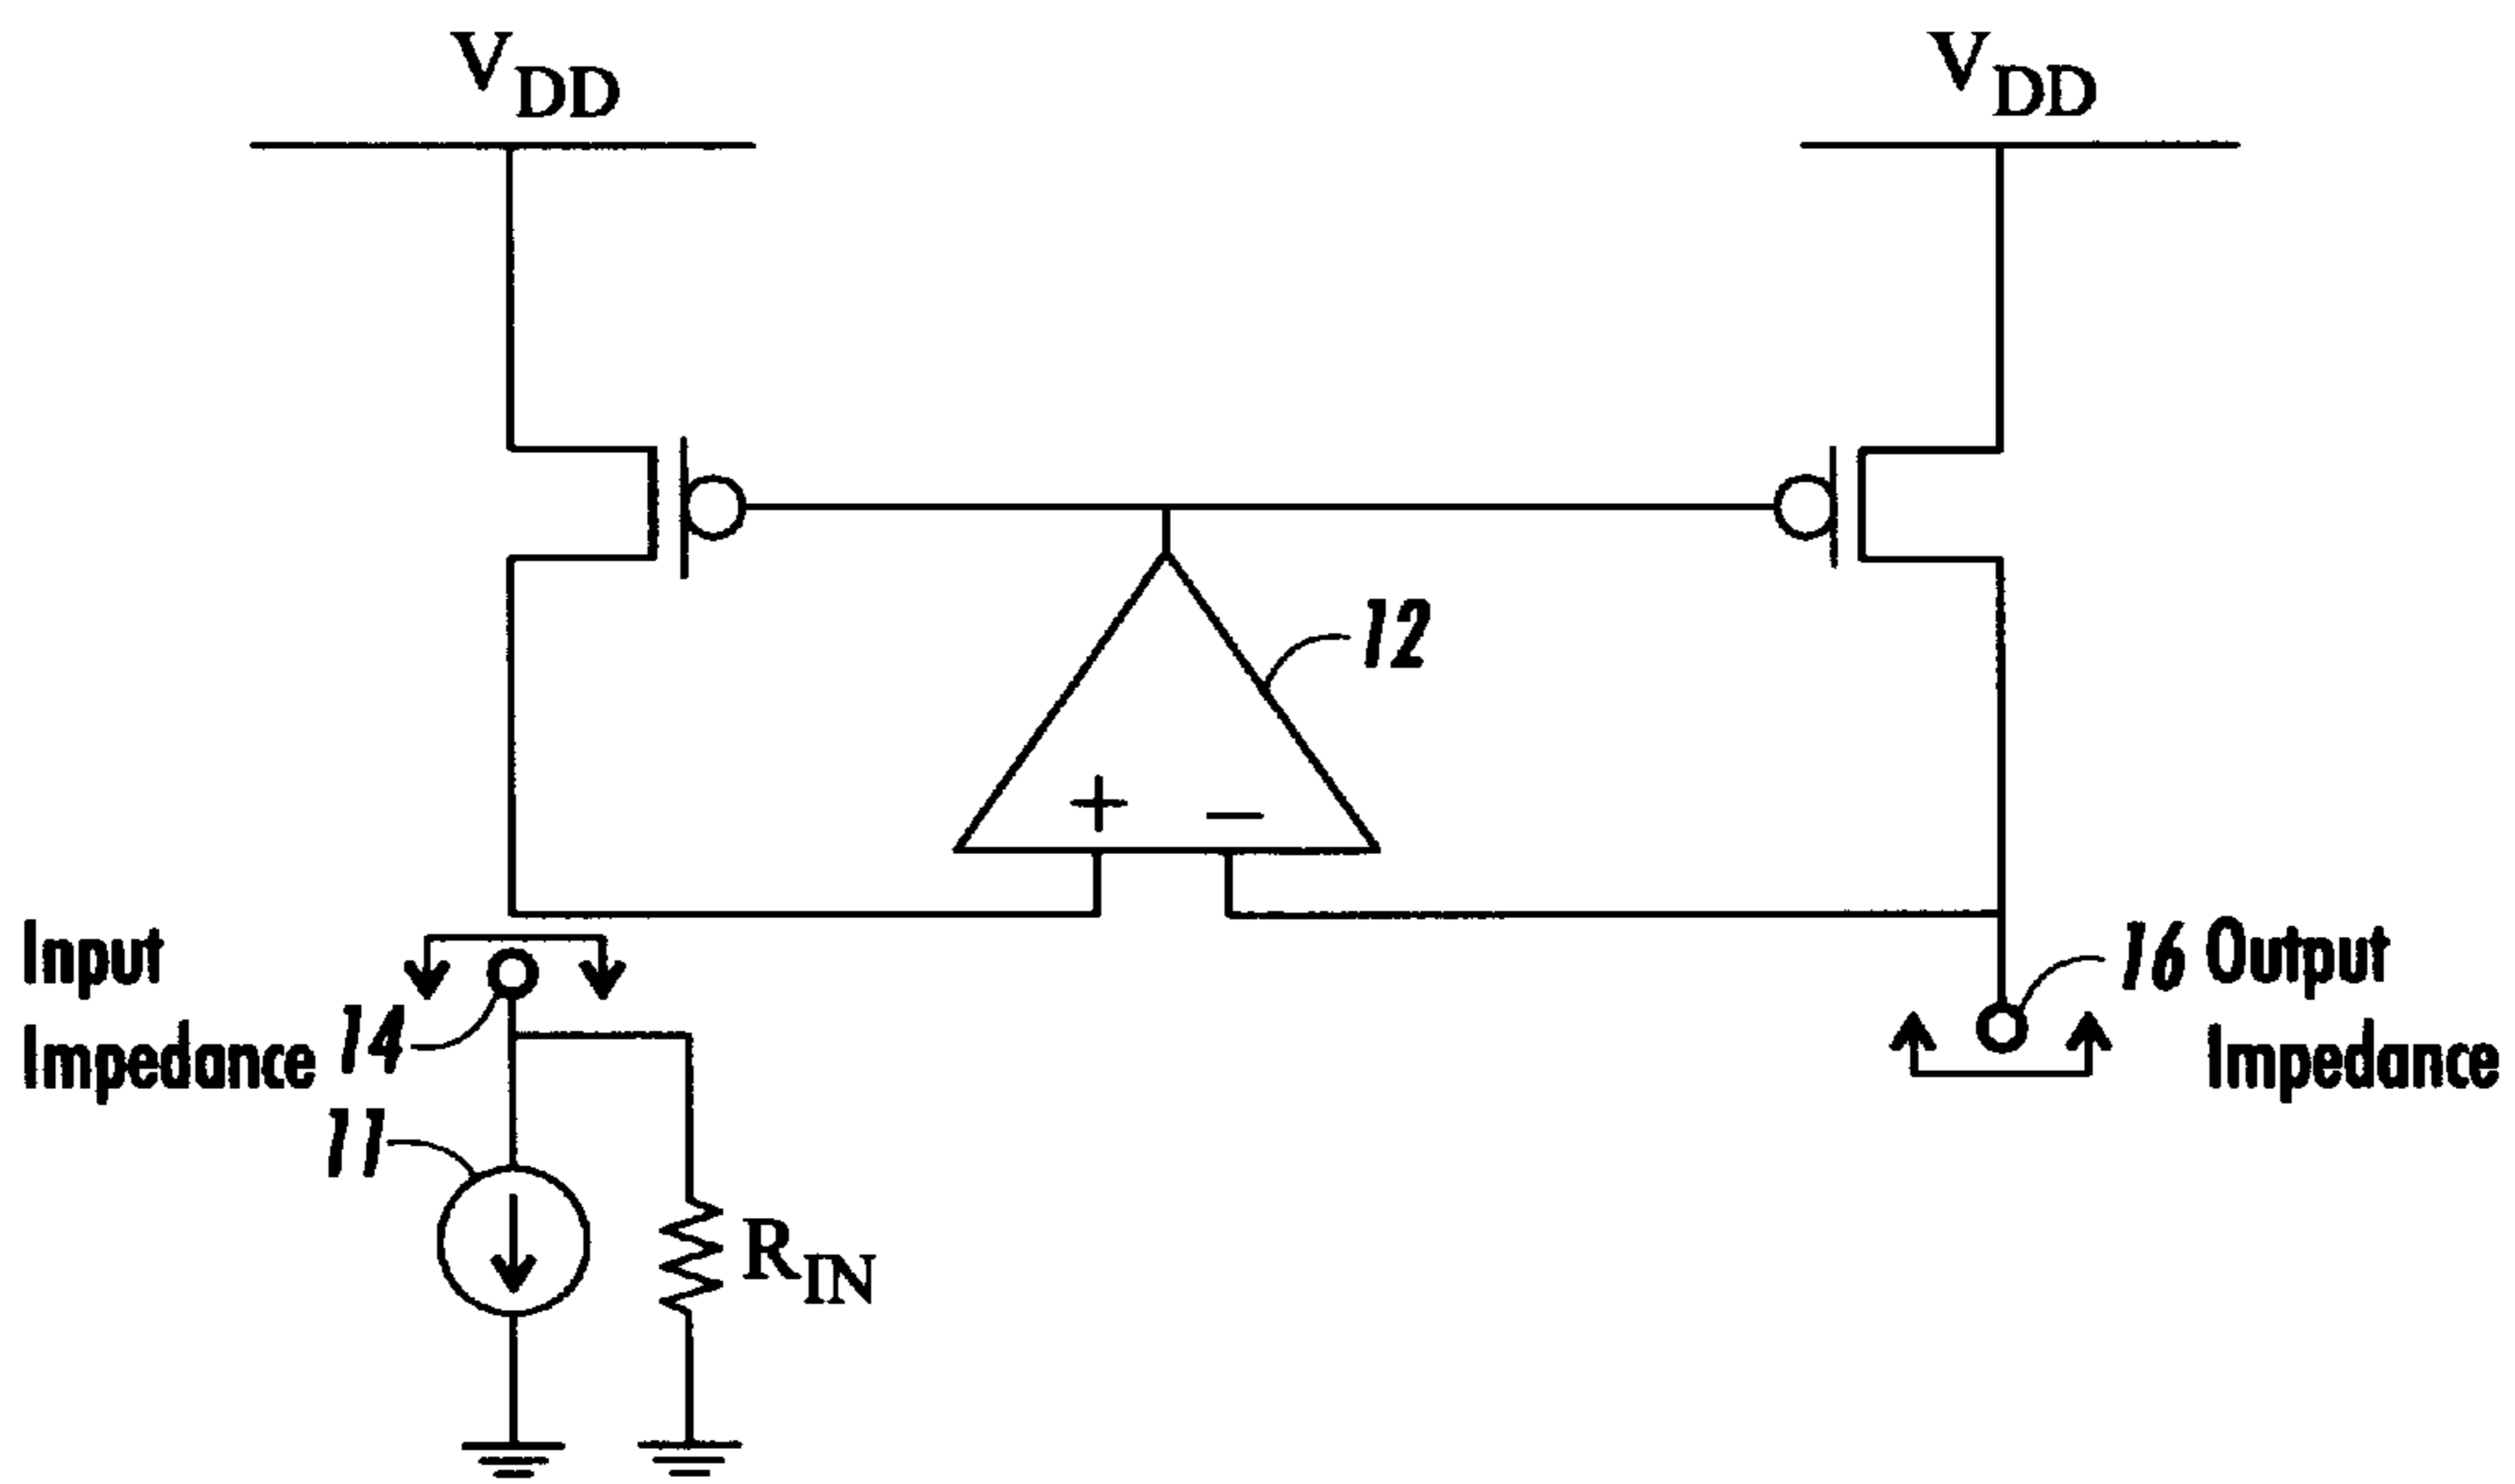 VDD
VDD
12
+ −
Input
Impedance
14
16
Output
Impedance
11
RIN